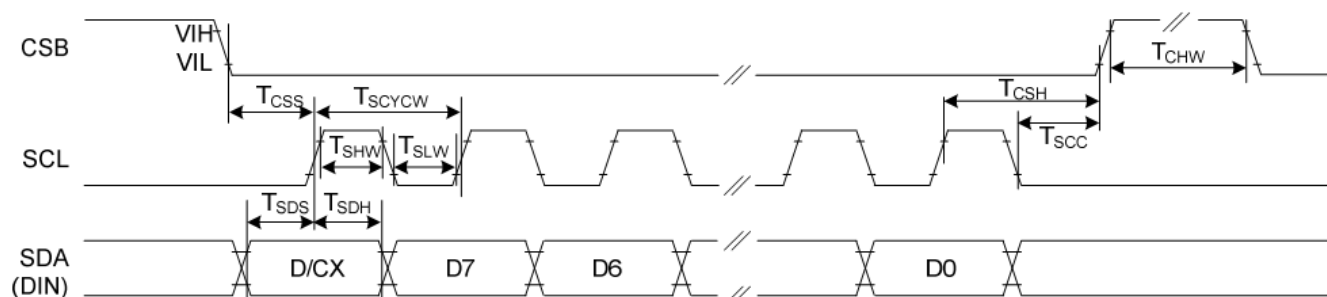 CSB
VIH
VIL
TCHW
TCSS
TSCYCW
TCSH
SCL
TSHW
TSLW
TSCC
TSDS
TSDH
SDA
(DIN)
D/CX
D7
D6
D0